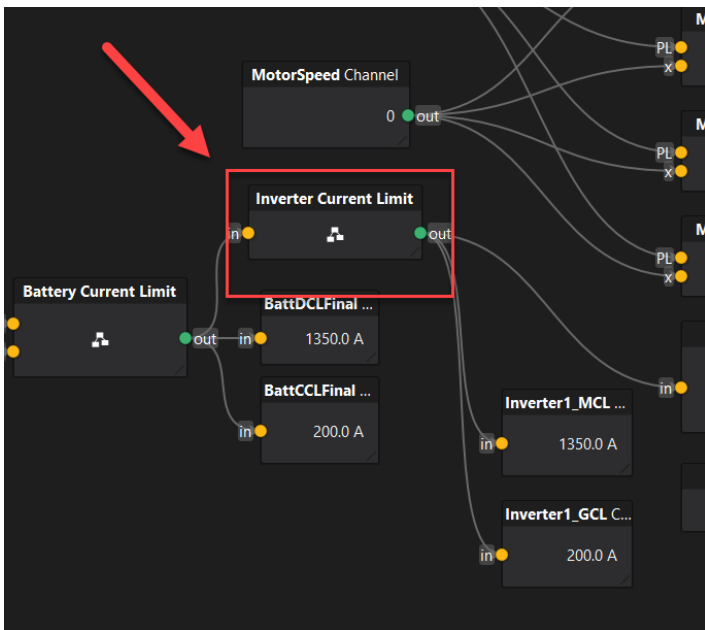 M
PL
x
MotorSpeed Channel
0 out
M
PL
x
Inverter Current Limit
in
out
M
PL
x
Battery Current Limit
out
BattDCLFinal ...
in 1350.0 A
BattCCLFinal ...
in 200.0 A
in
Inverter1_MCL ...
in 1350.0 A
Inverter1_GCL C...
in 200.0 A